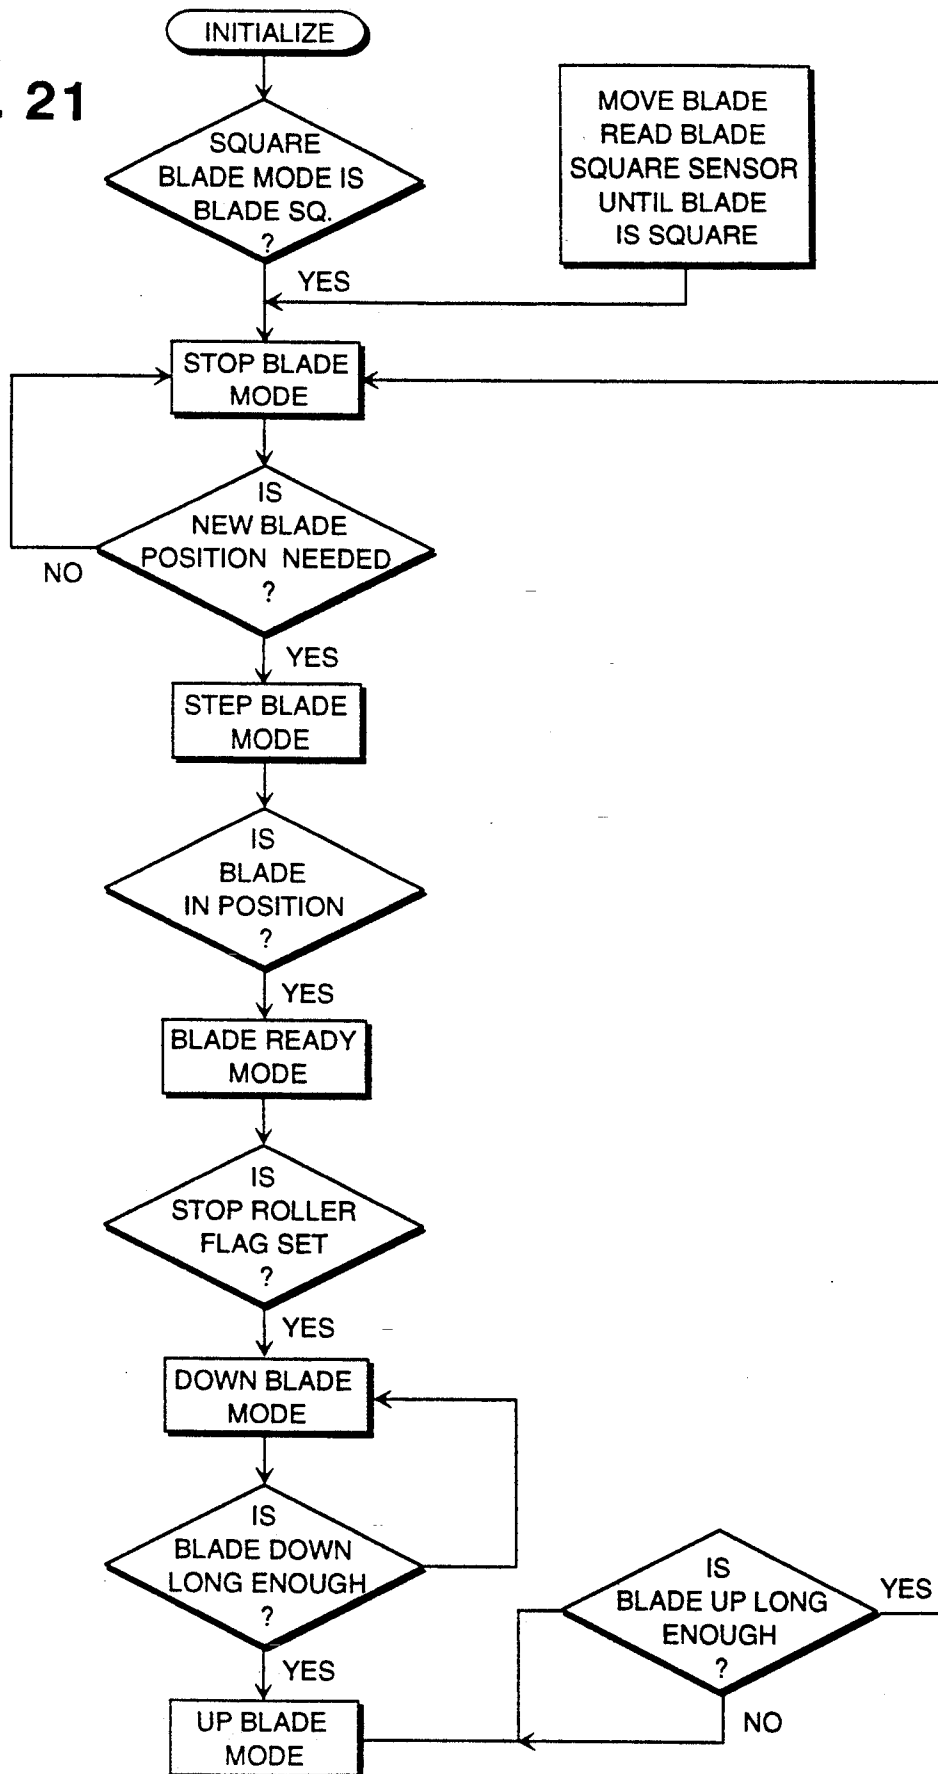 INITIALIZE
. 21
SQUARE
BLADE MODE IS
BLADE SQ.
?
MOVE BLADE
READ BLADE
SQUARE SENSOR
UNTIL BLADE
IS SQUARE
YES
STOP BLADE
MODE
IS
NEW BLADE
POSITION NEEDED
?
NO
YES
STEP BLADE
MODE
IS
BLADE
IN POSITION
?
YES
BLADE READY
MODE
IS
STOP ROLLER
FLAG SET
?
YES
DOWN BLADE
MODE
IS
BLADE DOWN
LONG ENOUGH
?
YES
UP BLADE
MODE
IS
BLADE UP LONG
ENOUGH
?
YES
NO